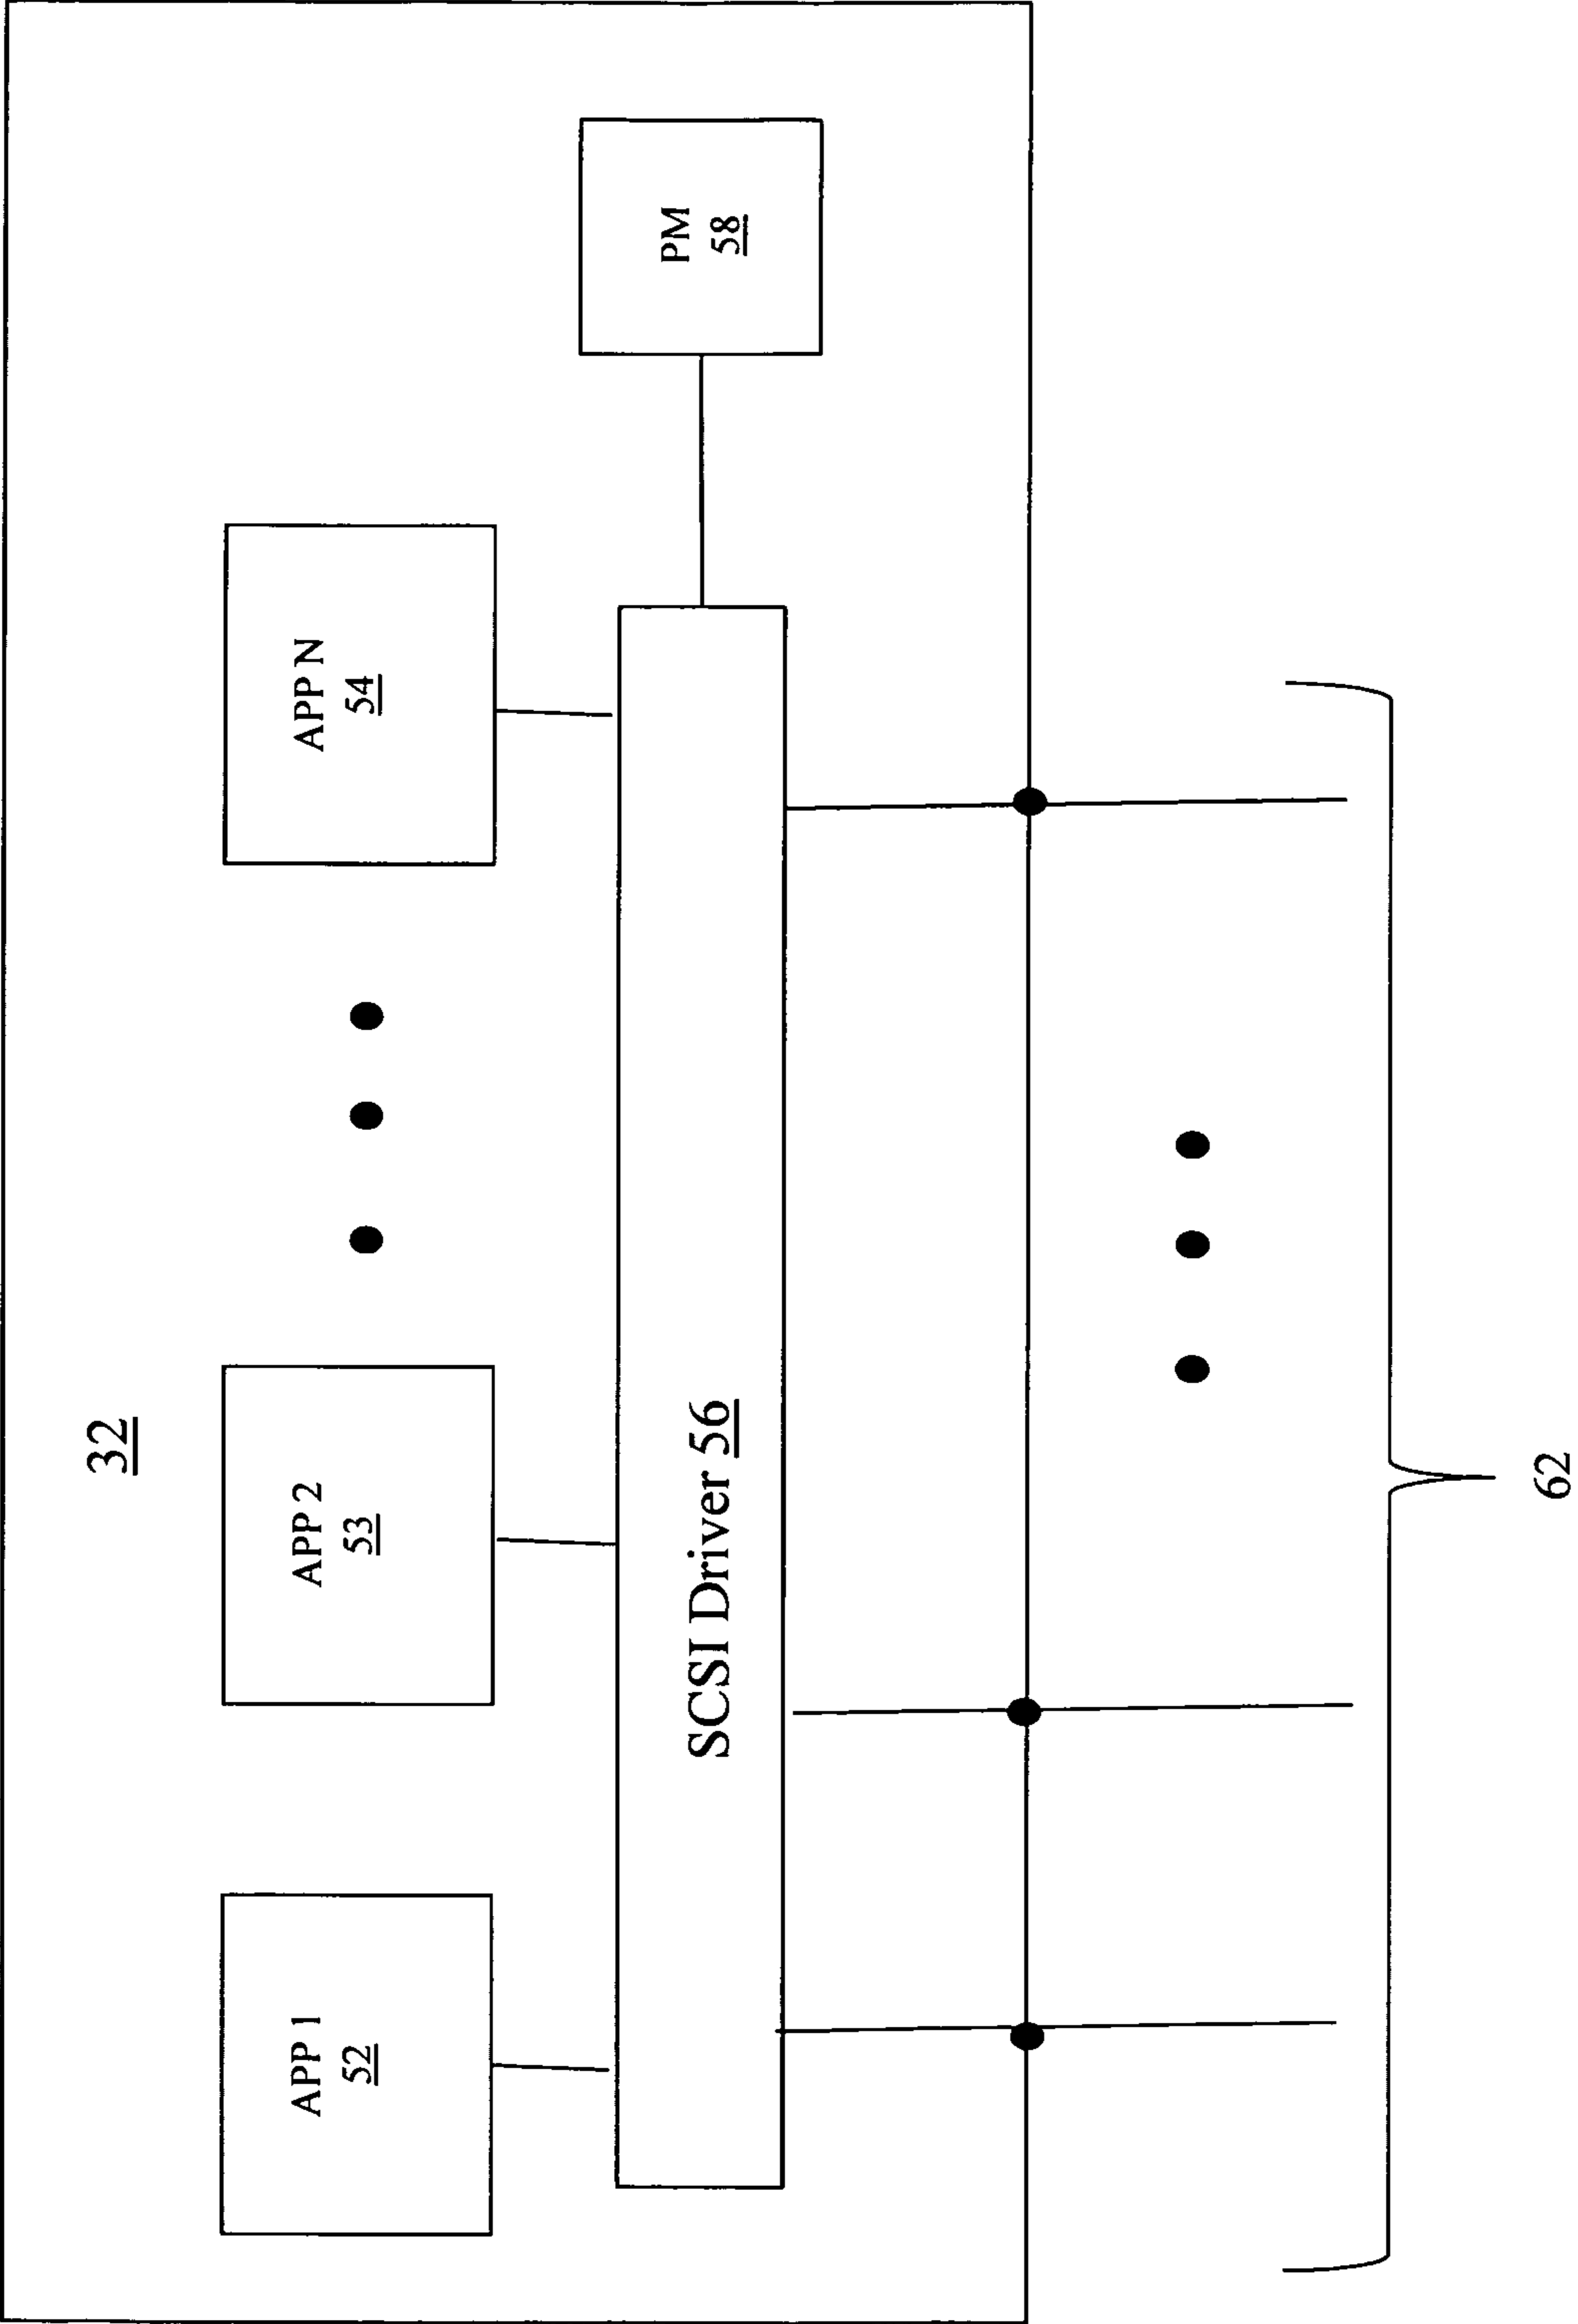 32
APP 1
52
APP 2
53
APP N
54
SCSI Driver 56
PM
58
62